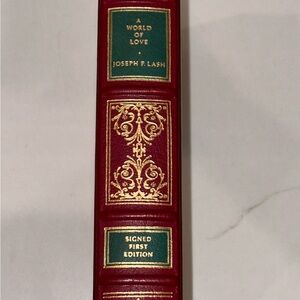 A
WORLD
OF
LOVE
JOSEPH P. LASH
SIGNED
FIRST
EDITION